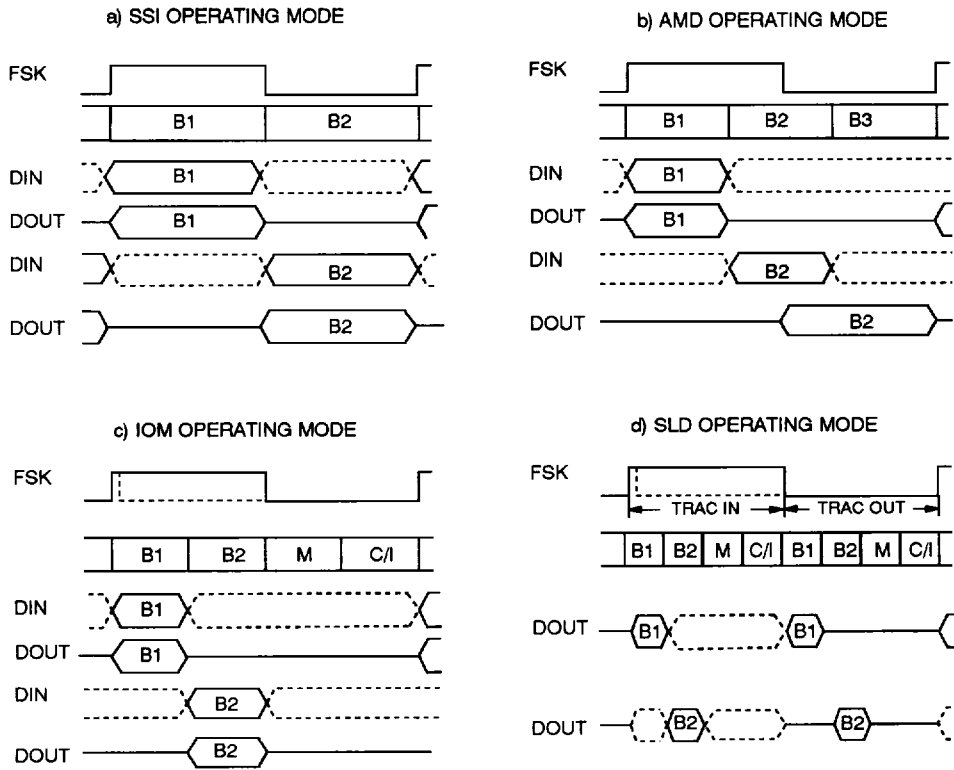 a) SSI OPERATING MODE
FSK
B1 B2
DIN B1
DOUT B1
DIN B2
DOUT B2
b) AMD OPERATING MODE
FSK
B1 B2 B3
DIN B1
DOUT B1
DIN B2
DOUT B2
c) IOM OPERATING MODE
FSK
B1 B2 M C/I
DIN B1
DOUT B1
DIN B2
DOUT B2
d) SLD OPERATING MODE
FSK
TRAC IN TRAC OUT
B1 B2 M C/I B1 B2 M C/I
DOUT B1 B1
DOUT B2 B2